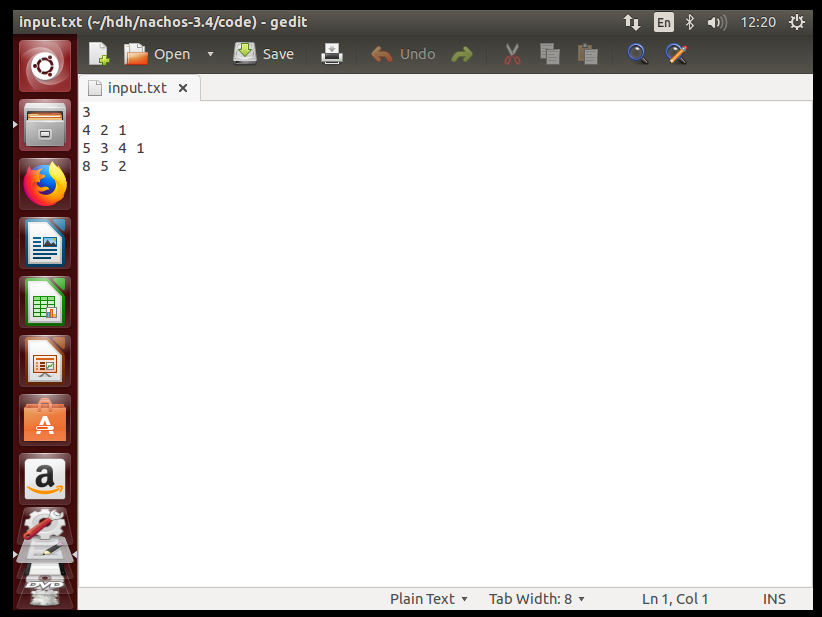 input.txt (~/hdh/nachos-3.4/code) - gedit
En
12:20
Open
Save
Undo
input.txt
3
4 2 1
5 3 4 1
8 5 2
A
a
DVD
Plain Text
Tab Width: 8
Ln 1, Col 1
INS